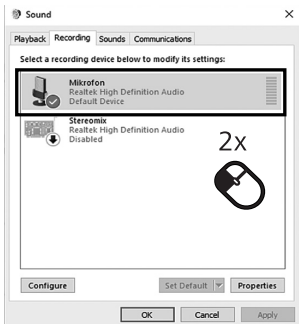 Sound
Playback Recording Sounds Communications
Select a recording device below to modify its settings:
Mikrofon
Realtek High Definition Audio
Default Device
Stereomix
Realtek High Definition Audio
Disabled
2x
Configure Set Default Properties
OK Cancel Apply